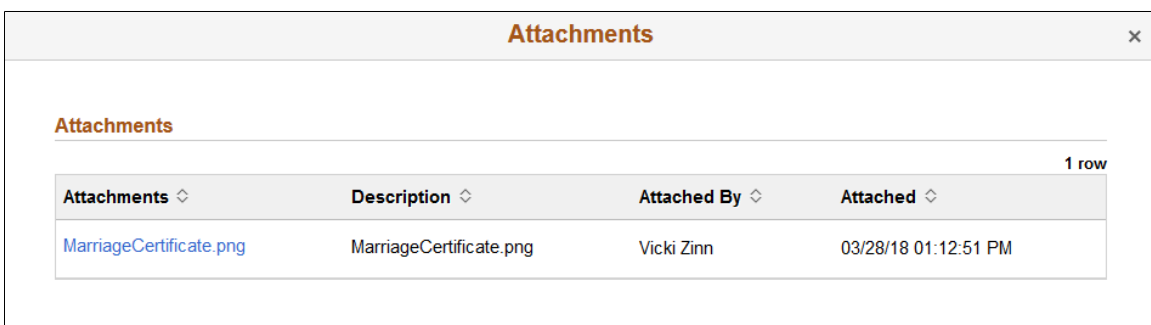 Attachments ×
Attachments
1 row
Attachments Description Attached By Attached
MarriageCertificate.png MarriageCertificate.png Vicki Zinn 03/28/18 01:12:51 PM